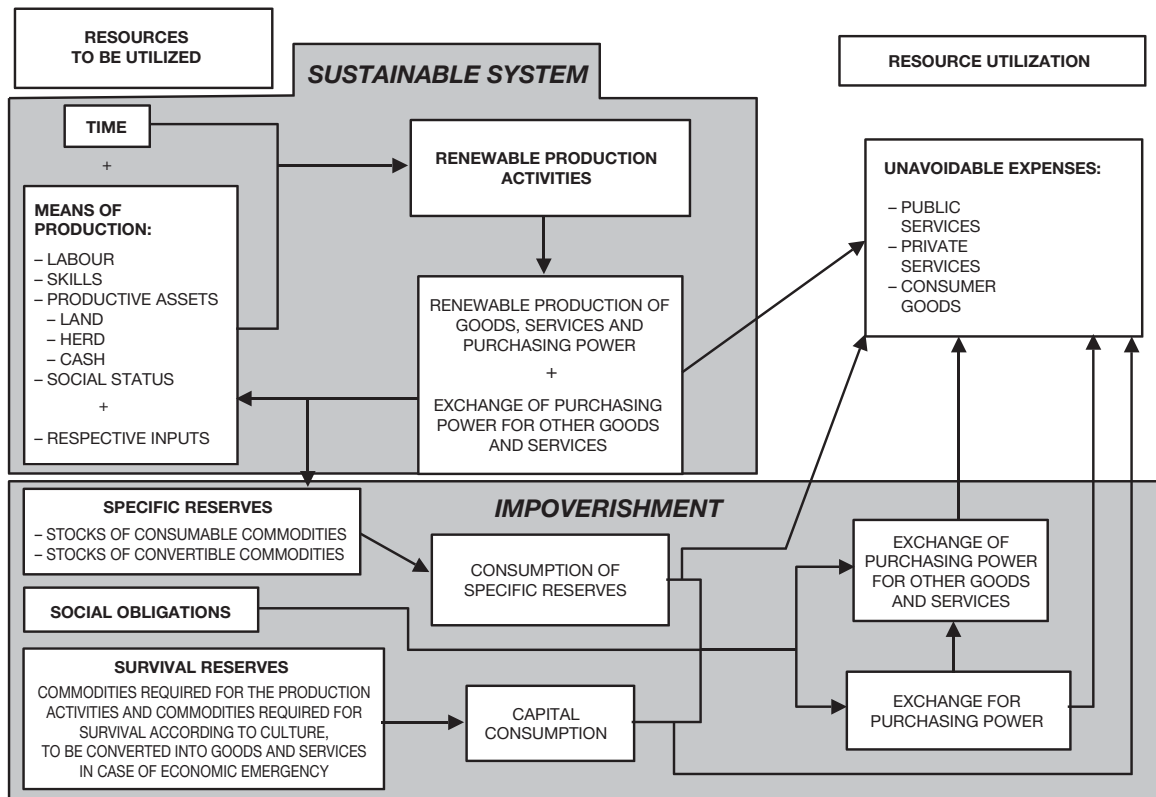 RESOURCES
TO BE UTILIZED
SUSTAINABLE SYSTEM
RESOURCE UTILIZATION
TIME
+
MEANS OF
PRODUCTION:
– LABOUR
– SKILLS
– PRODUCTIVE ASSETS
– LAND
– HERD
– CASH
– SOCIAL STATUS
+
– RESPECTIVE INPUTS
RENEWABLE PRODUCTION
ACTIVITIES
RENEWABLE PRODUCTION OF
GOODS, SERVICES AND
PURCHASING POWER
+
EXCHANGE OF PURCHASING
POWER FOR OTHER GOODS
AND SERVICES
UNAVOIDABLE EXPENSES:
– PUBLIC
SERVICES
– PRIVATE
SERVICES
– CONSUMER
GOODS
IMPOVERISHMENT
SPECIFIC RESERVES
– STOCKS OF CONSUMABLE COMMODITIES
– STOCKS OF CONVERTIBLE COMMODITIES
SOCIAL OBLIGATIONS
SURVIVAL RESERVES
COMMODITIES REQUIRED FOR THE PRODUCTION
ACTIVITIES AND COMMODITIES REQUIRED FOR
SURVIVAL ACCORDING TO CULTURE,
TO BE CONVERTED INTO GOODS AND SERVICES
IN CASE OF ECONOMIC EMERGENCY
CONSUMPTION OF
SPECIFIC RESERVES
CAPITAL
CONSUMPTION
EXCHANGE OF
PURCHASING POWER
FOR OTHER GOODS
AND SERVICES
EXCHANGE FOR
PURCHASING POWER